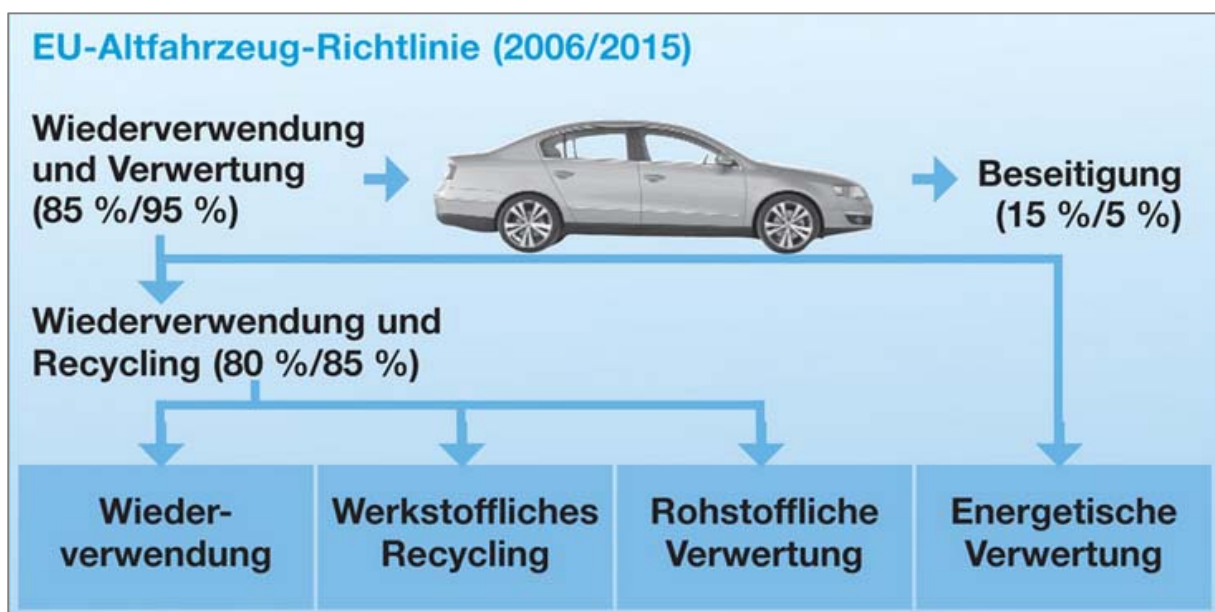 EU-Altfahrzeug-Richtlinie (2006/2015)
Wiederverwendung
und Verwertung
(85 %/95 %)
Beseitigung
(15 %/5 %)
Wiederverwendung und
Recycling (80 %/85 %)
Wieder-
verwendung
Werkstoffliches
Recycling
Rohstoffliche
Verwertung
Energetische
Verwertung